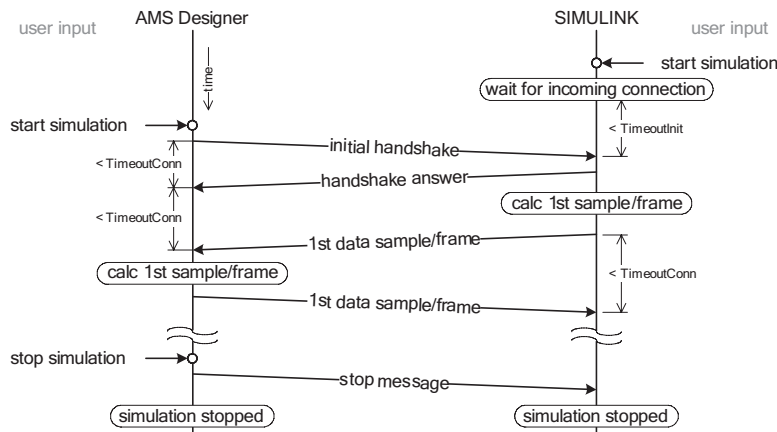 AMS Designer
SIMULINK
user input
user input
time
start simulation
wait for incoming connection
start simulation
< TimeoutInit
initial handshake
< TimeoutConn
handshake answer
calc 1st sample/frame
< TimeoutConn
1st data sample/frame
calc 1st sample/frame
< TimeoutConn
1st data sample/frame
stop simulation
stop message
simulation stopped
simulation stopped